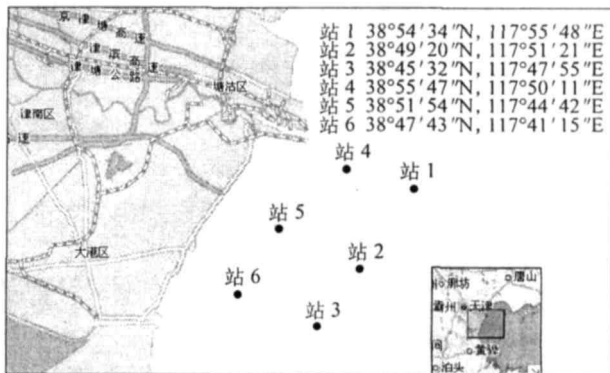 站 1 38°54′34″N, 117°55′48″E
站 2 38°49′20″N, 117°51′21″E
站 3 38°45′32″N, 117°47′55″E
站 4 38°55′47″N, 117°50′11″E
站 5 38°51′54″N, 117°44′42″E
站 6 38°47′43″N, 117°41′15″E
京津塘高速
津滨高速
津塘公路
塘沽区
津南区
速
大港区
站 4
站 1
站 5
站 2
站 6
站 3
廊坊
唐山
霸州
天津
间
黄骅
泊头